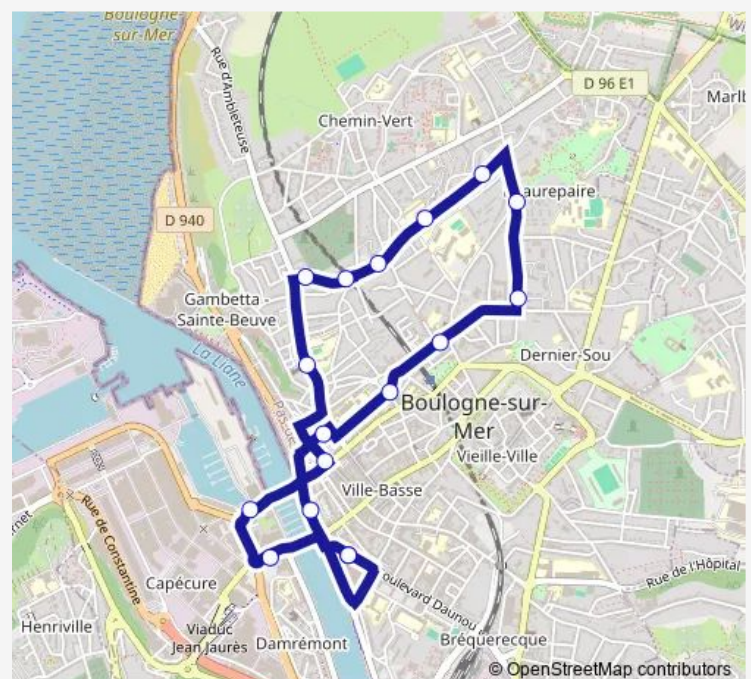 Boulogne-
sur-Mer
Rue d'Ambleteuse
D 96 E1
Chemin-Vert
aurepaire
D 940
Gambetta -
Sainte-Beuve
La Liane
Dernier-Sou
Boulogne-sur-
Mer
Vieille-Ville
Ville-Basse
Rue de Constantine
Capécure
oulevard Daunou
Rue de l'Hôpital
Henriville
Viaduc
Jean Jaurès
Damrémont
Bréquerecque
© OpenStreetMap contributors